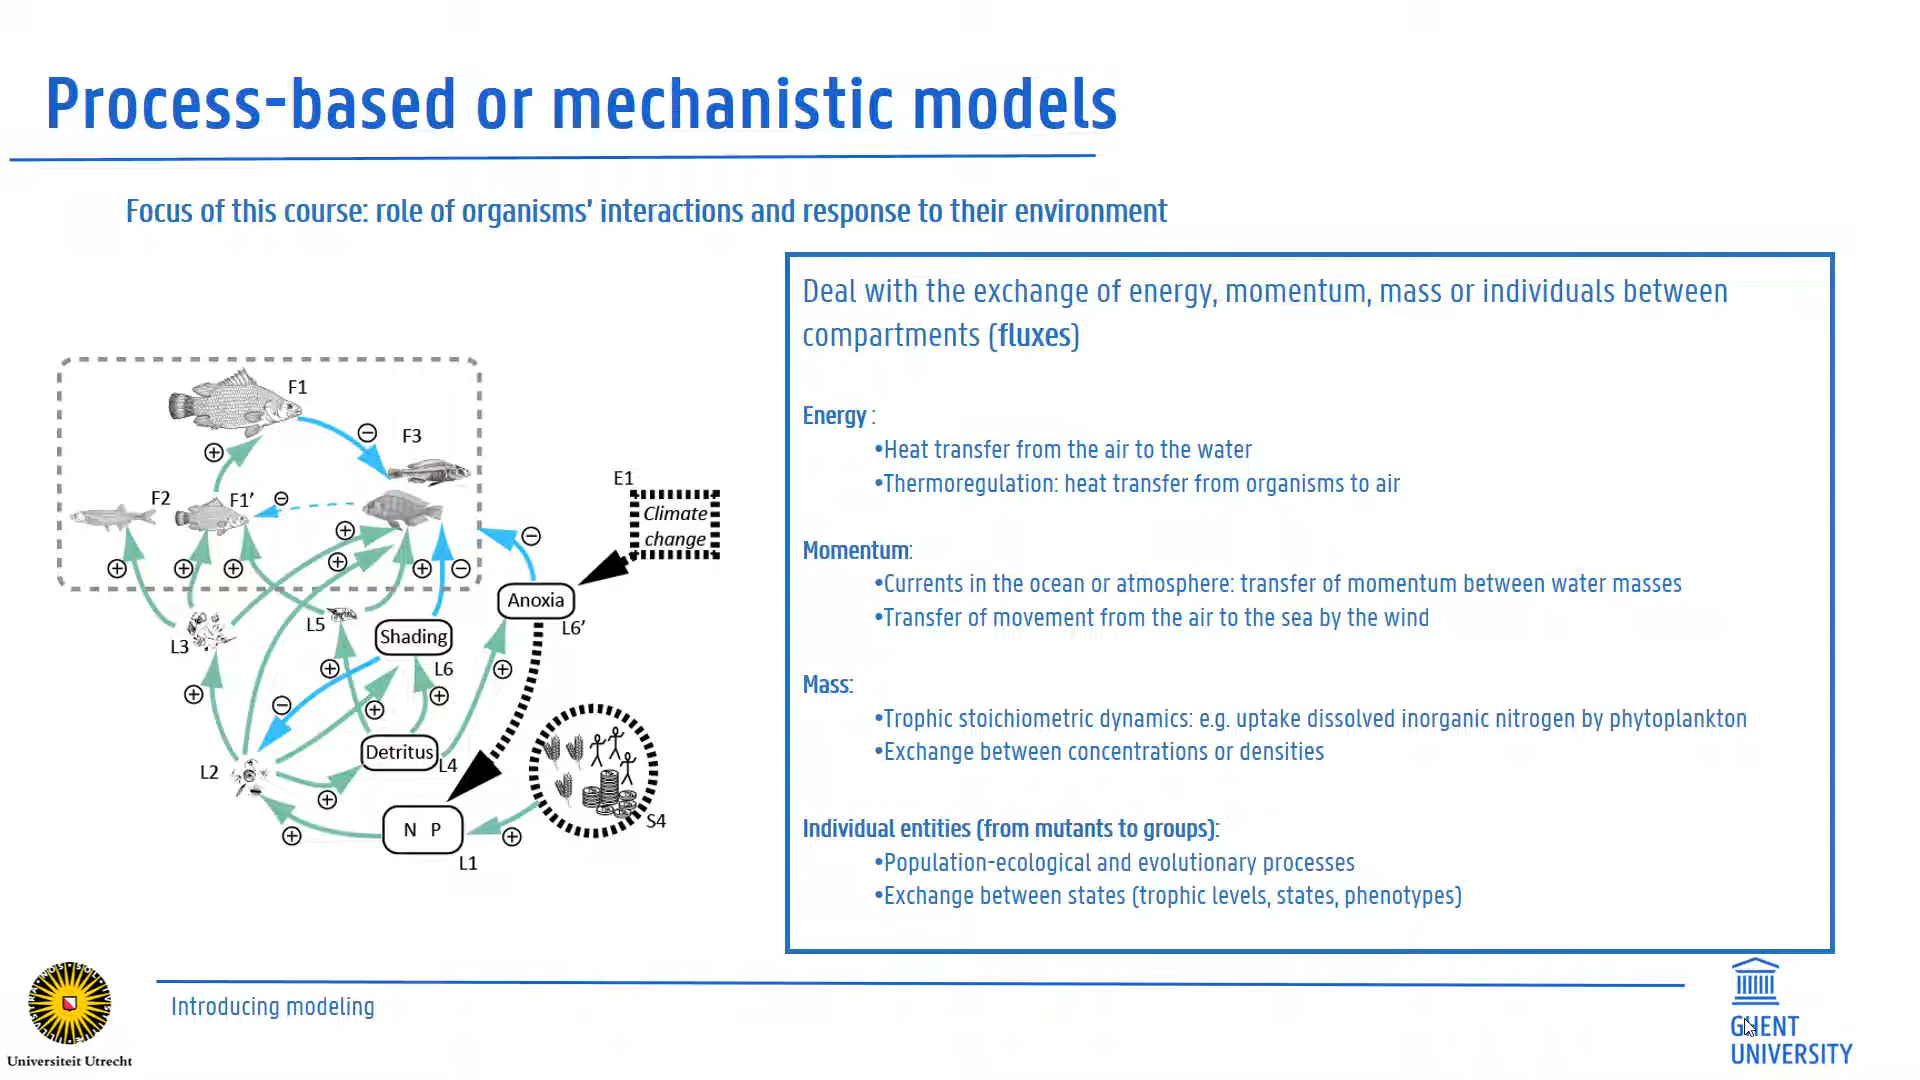 Process-based or mechanistic models
Focus of this course: role of organisms' interactions and response to their environment
F1
F3
F2
F1'
E1
Climate
change
Anoxia
L6'
L5
L3
Shading
L6
L2
Detritus
L4
N P
L1
S4
Deal with the exchange of energy, momentum, mass or individuals between
compartments (fluxes)
Energy :
•Heat transfer from the air to the water
•Thermoregulation: heat transfer from organisms to air
Momentum:
•Currents in the ocean or atmosphere: transfer of momentum between water masses
•Transfer of movement from the air to the sea by the wind
Mass:
•Trophic stoichiometric dynamics: e.g. uptake dissolved inorganic nitrogen by phytoplankton
•Exchange between concentrations or densities
Individual entities (from mutants to groups):
•Population-ecological and evolutionary processes
•Exchange between states (trophic levels, states, phenotypes)
Introducing modeling
Universiteit Utrecht
GHENT
UNIVERSITY